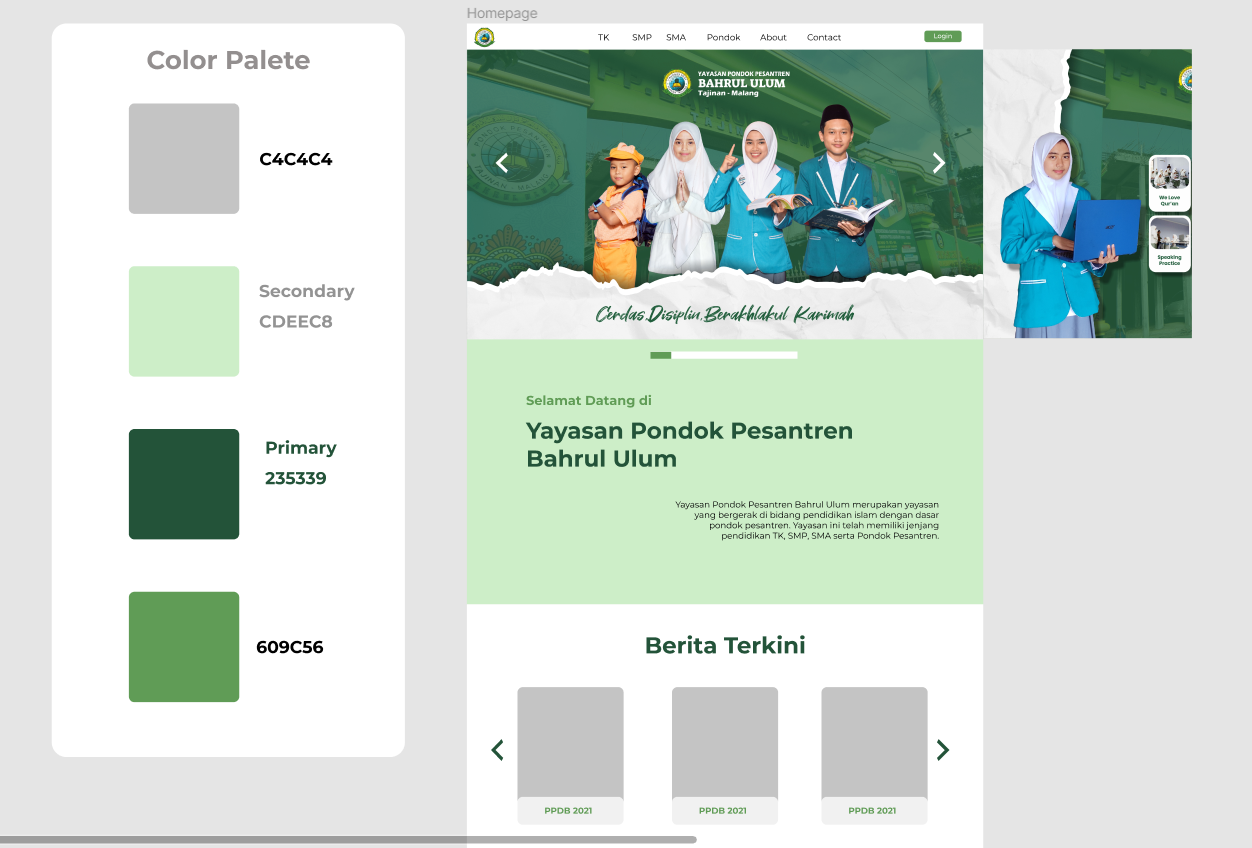 Homepage
Color Palete
C4C4C4
Secondary
CDEEC8
Primary
235339
609C56
TK SMP SMA Pondok About Contact Login
YAYASAN PONDOK PESANTREN
BAHRUL ULUM
Tajinan - Malang
Cerdas,Disiplin,Berakhlakul Karimah
We Love
Qur'an
Speaking
Practice
Selamat Datang di
Yayasan Pondok Pesantren
Bahrul Ulum
Yayasan Pondok Pesantren Bahrul Ulum merupakan yayasan
yang bergerak di bidang pendidikan islam dengan dasar
pondok pesantren. Yayasan ini telah memiliki jenjang
pendidikan TK, SMP, SMA serta Pondok Pesantren.
Berita Terkini
PPDB 2021
PPDB 2021
PPDB 2021